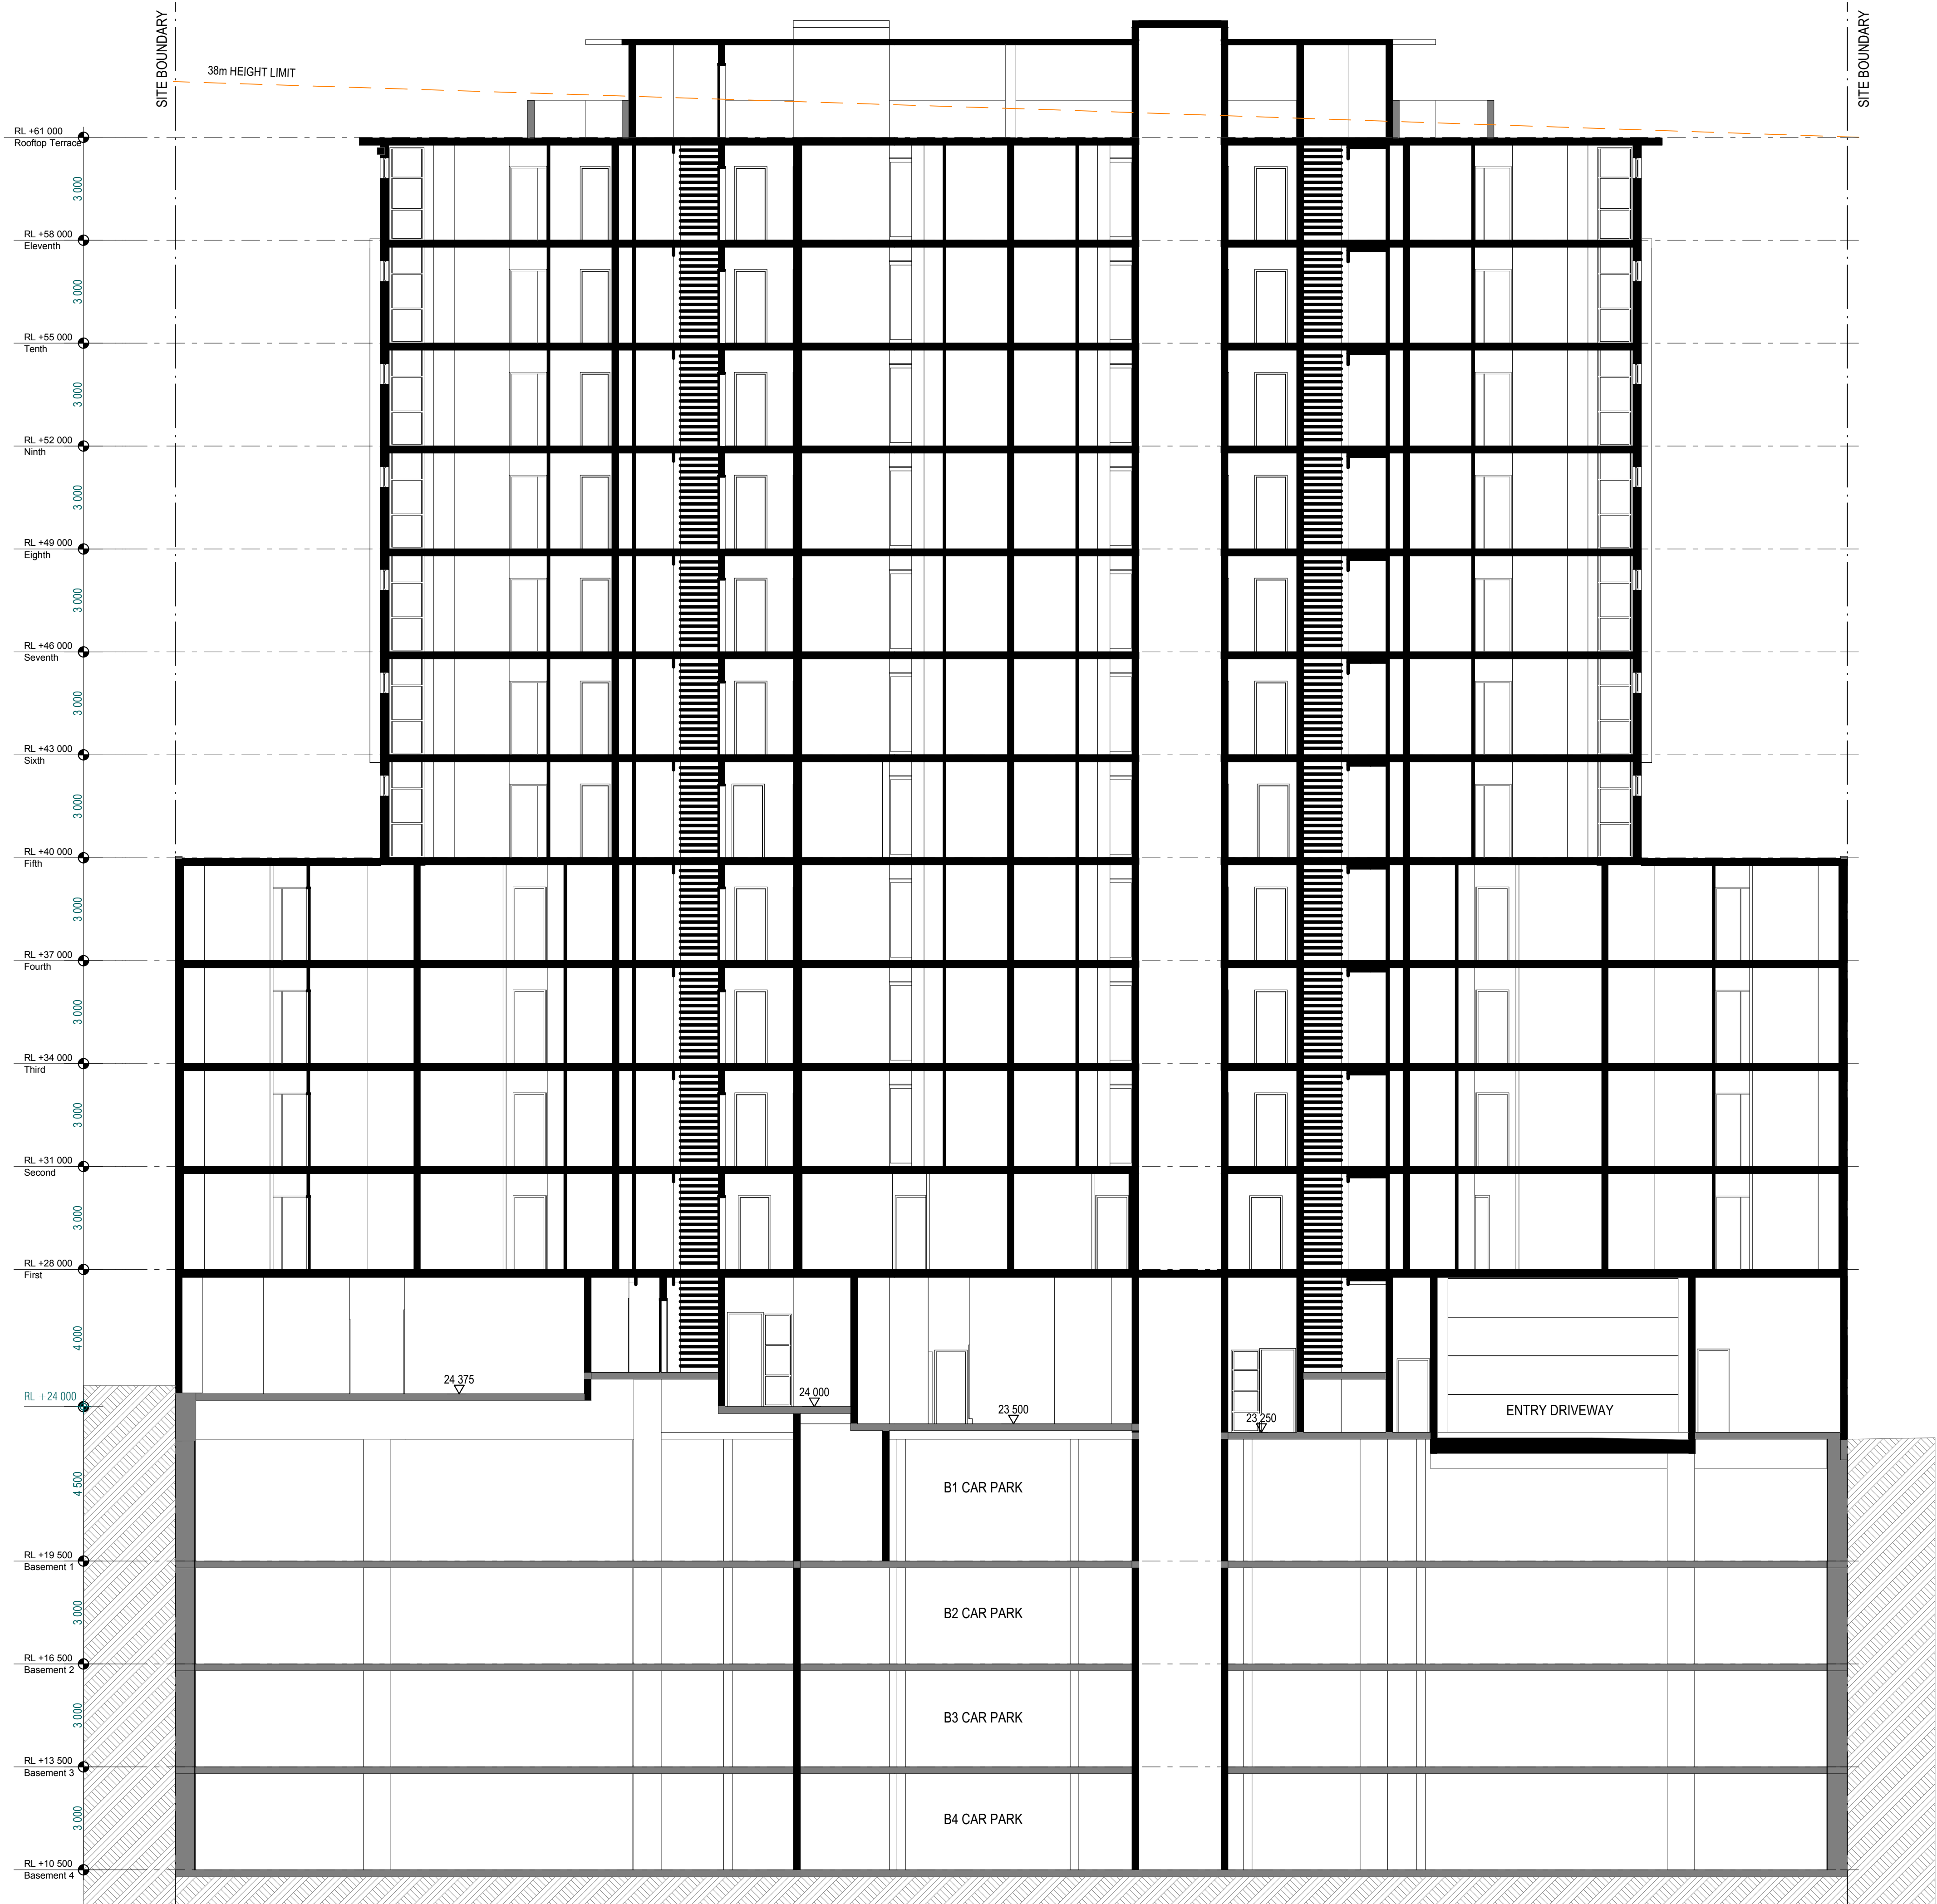 SITE BOUNDARY
SITE BOUNDARY
38m HEIGHT LIMIT
RL +61 000
Rooftop Terrace
3 000
RL +58 000
Eleventh
3 000
RL +55 000
Tenth
3 000
RL +52 000
Ninth
3 000
RL +49 000
Eighth
3 000
RL +46 000
Seventh
3 000
RL +43 000
Sixth
3 000
RL +40 000
Fifth
3 000
RL +37 000
Fourth
3 000
RL +34 000
Third
3 000
RL +31 000
Second
3 000
RL +28 000
First
4 000
24 375
24 000
23 500
23 250
ENTRY DRIVEWAY
RL +24 000
4 500
B1 CAR PARK
RL +19 500
Basement 1
3 000
B2 CAR PARK
RL +16 500
Basement 2
3 000
B3 CAR PARK
RL +13 500
Basement 3
3 000
B4 CAR PARK
RL +10 500
Basement 4